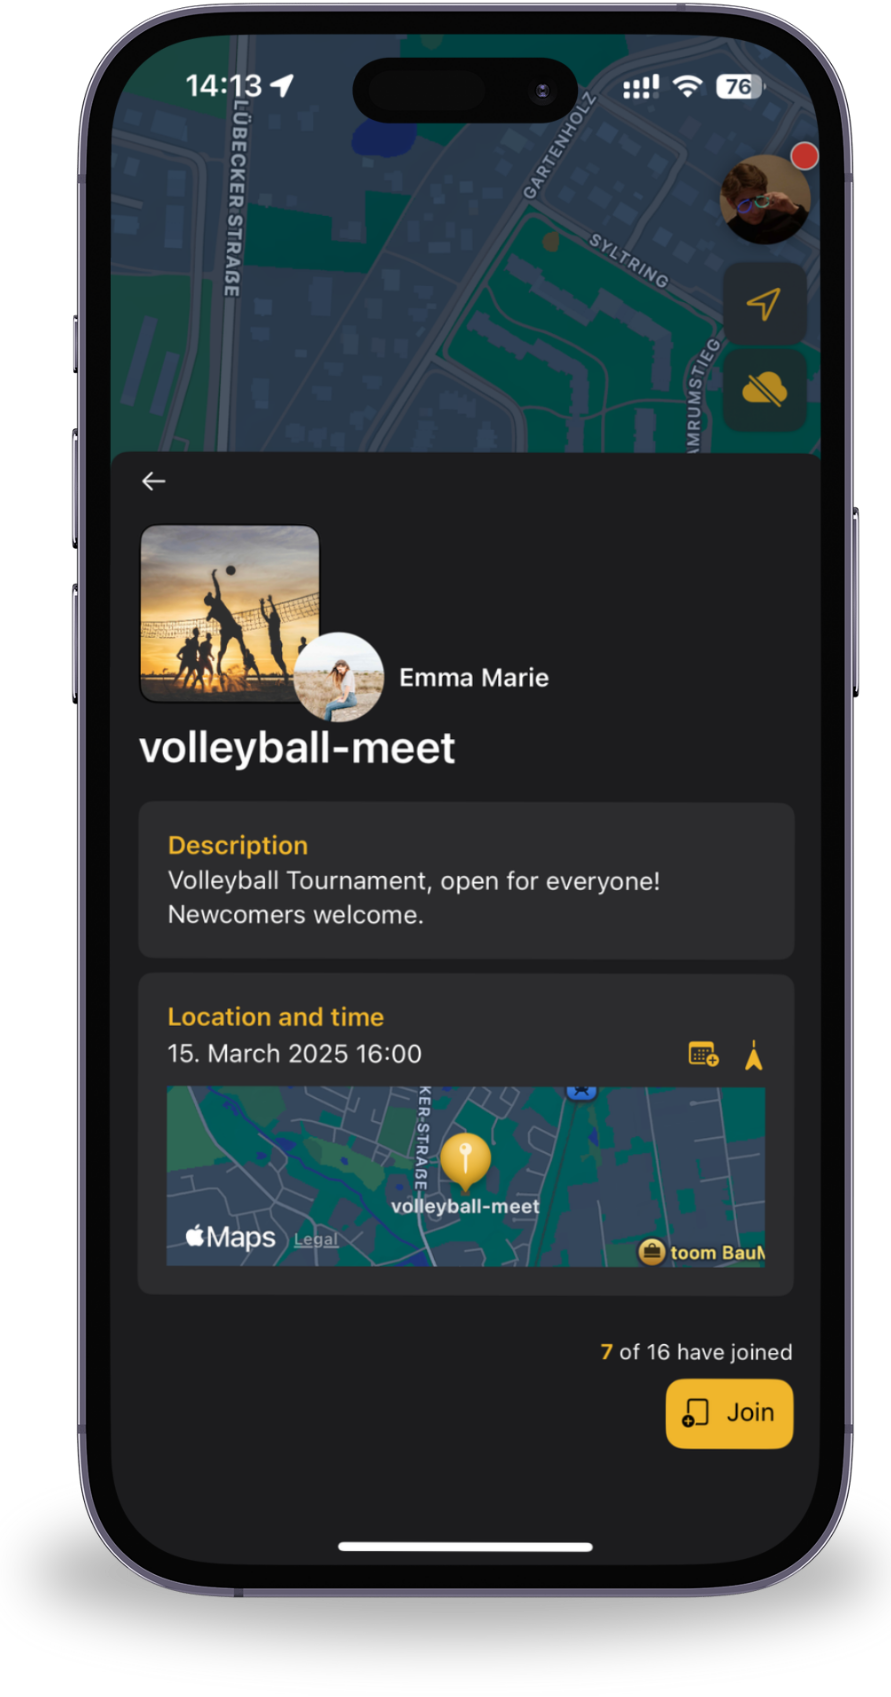 14:13
76
LÜBECKER STRAẞE
GARTENHOLZ
SYLTRING
AMRUMSTIEG
Emma Marie
volleyball-meet
Description
Volleyball Tournament, open for everyone!
Newcomers welcome.
Location and time
15. March 2025 16:00
KER-STRAẞE
volleyball-meet
Maps
Legal
toom BauM
7 of 16 have joined
Join